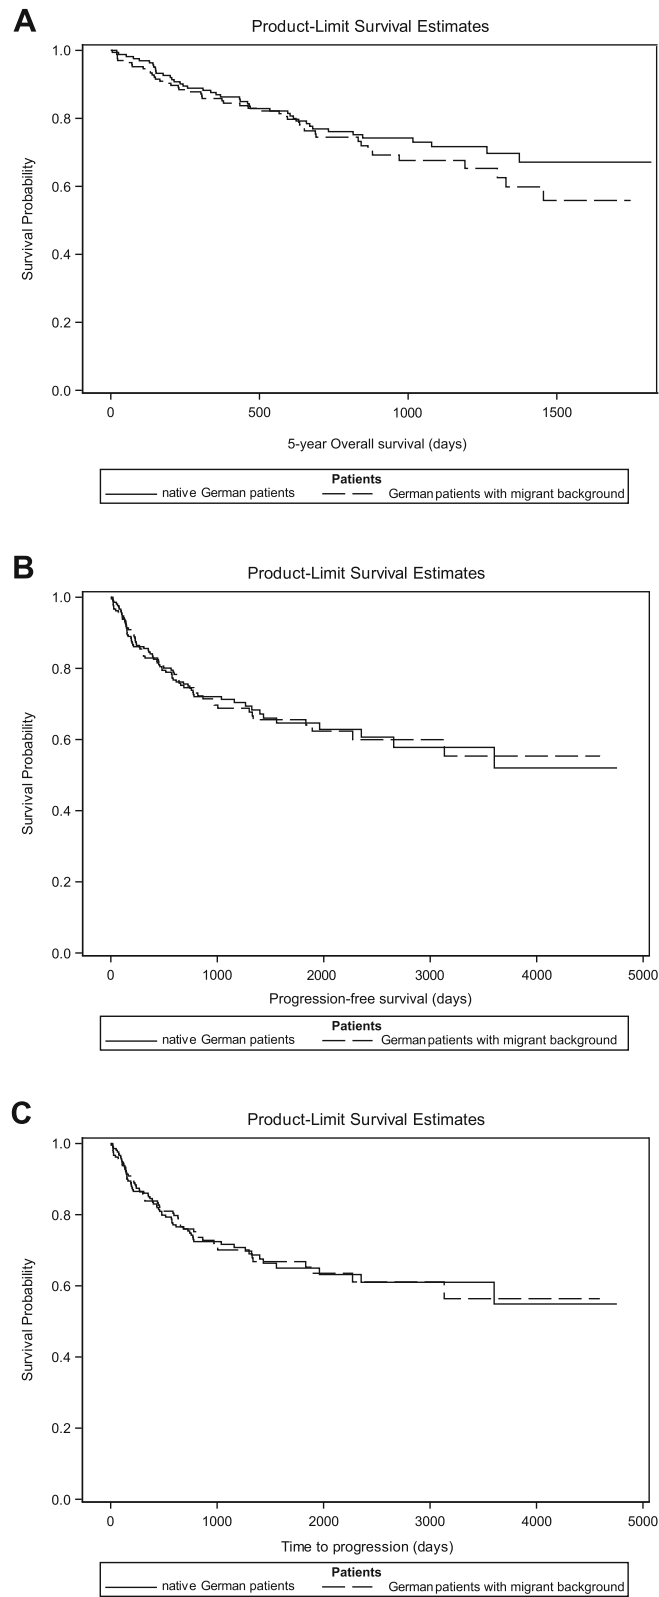 A
Product-Limit Survival Estimates
1.0
0.8
0.6
0.4
0.2
0.0
Survival Probability
0 500 1000 1500
5-year Overall survival (days)
Patients
native German patients German patients with migrant background
B
Product-Limit Survival Estimates
1.0
0.8
0.6
0.4
0.2
0.0
Survival Probability
0 1000 2000 3000 4000 5000
Progression-free survival (days)
Patients
native German patients German patients with migrant background
C
Product-Limit Survival Estimates
1.0
0.8
0.6
0.4
0.2
0.0
Survival Probability
0 1000 2000 3000 4000 5000
Time to progression (days)
Patients
native German patients German patients with migrant background